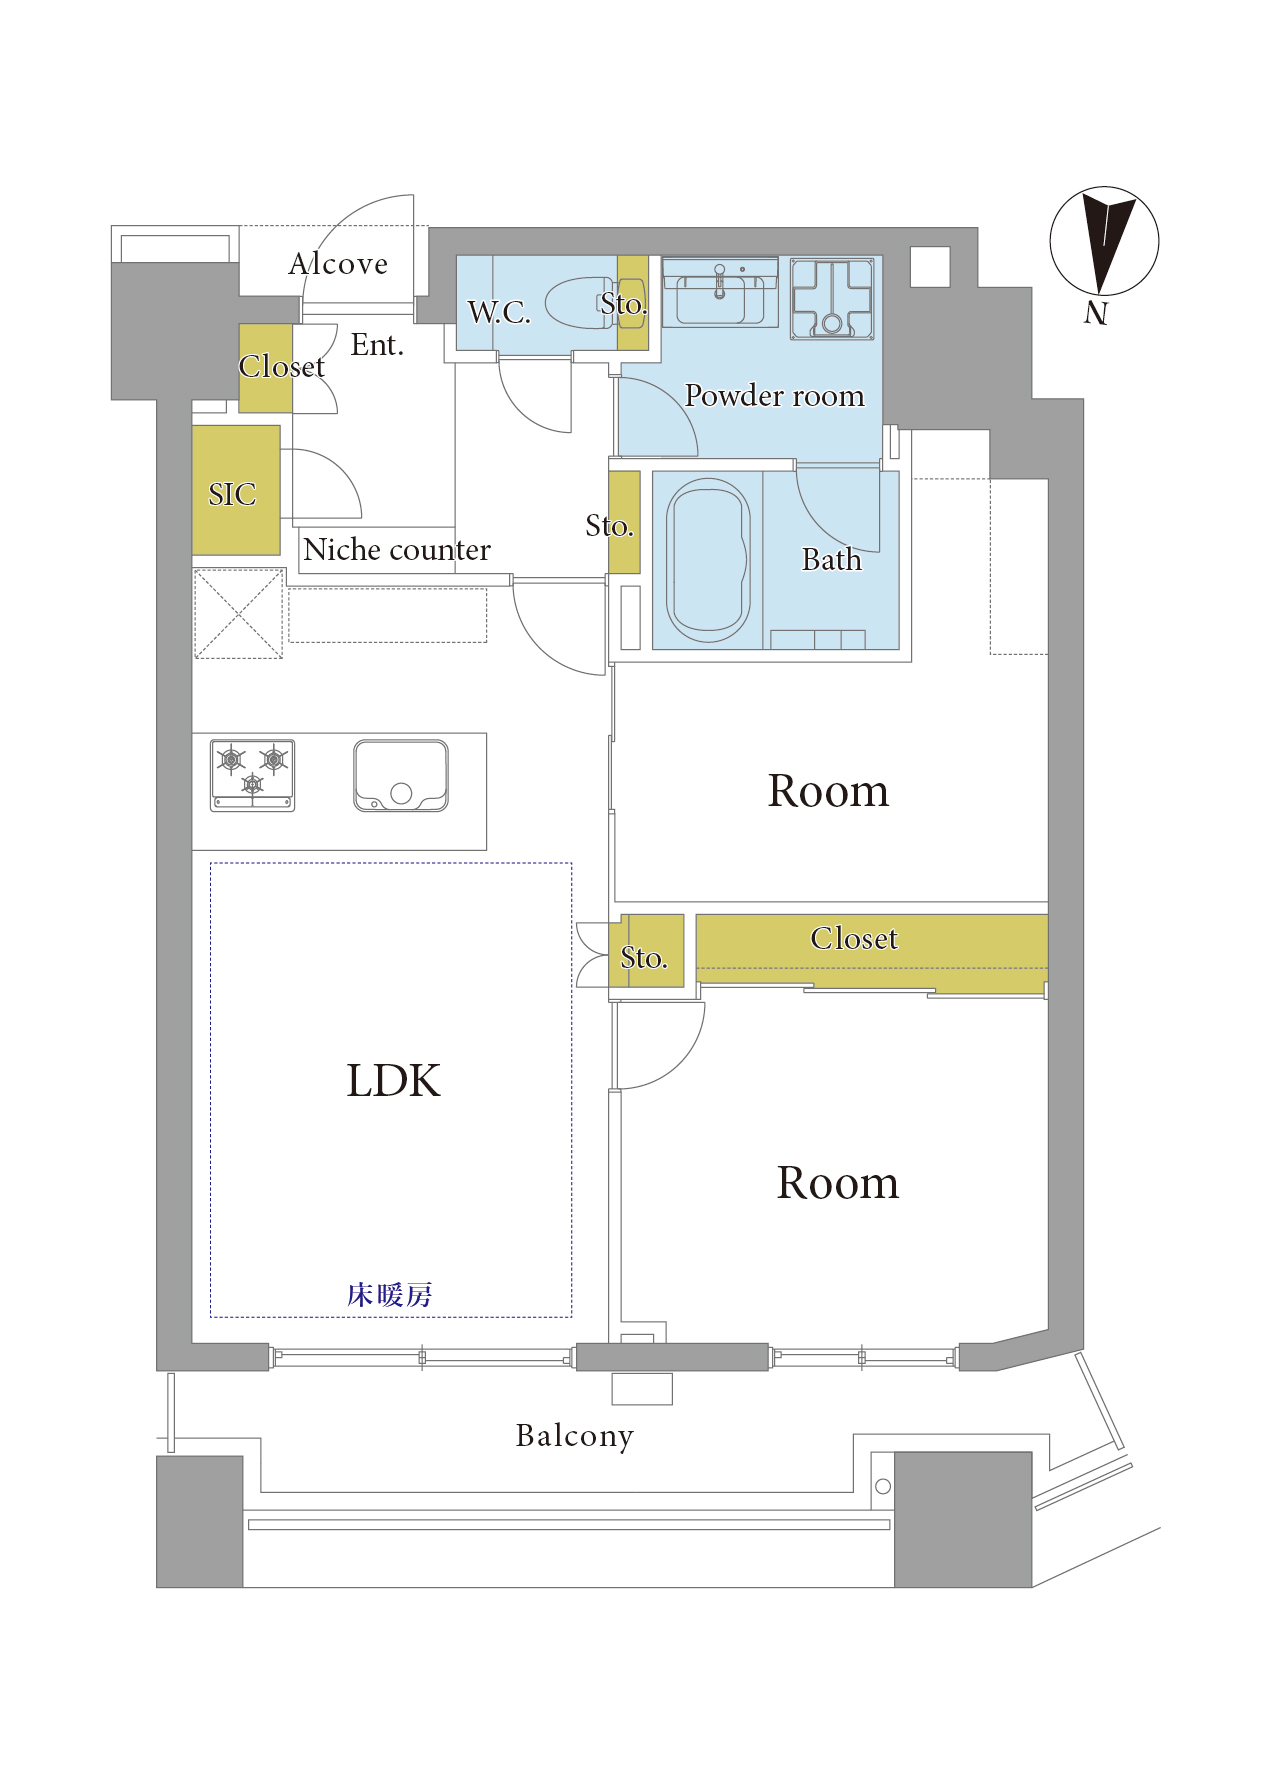 Alcove
N
W.C.
Sto.
Ent.
Closet
Powder room
SIC
Sto.
Niche counter
Bath
Room
Closet
Sto.
LDK
Room
床暖房
Balcony